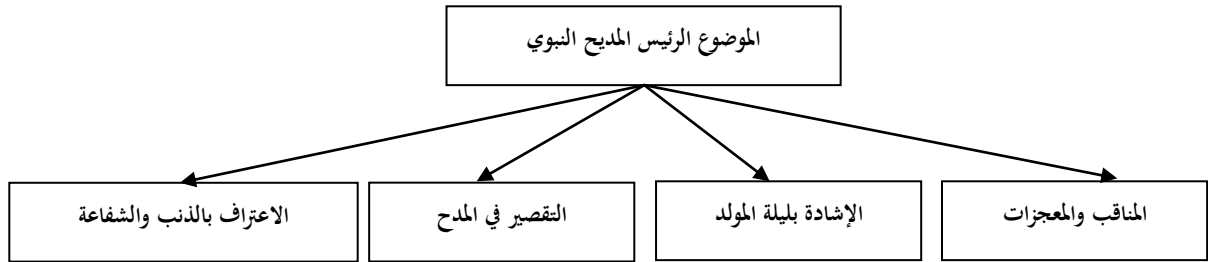 الموضوع الرئيس المديح النبوي
المناقب والمعجزات
الإشادة بليلة المولد
التقصير في المدح
الاعتراف بالذنب والشفاعة